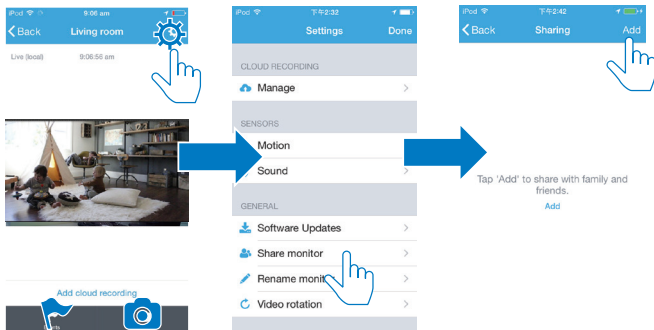 iPod
9:06 am
Back
Living room
Live (local)
9:06:56 am
Add cloud recording
iPod
下午2:32
Settings
Done
CLOUD RECORDING
Manage
SENSORS
Motion
Sound
GENERAL
Software Updates
Share monitor
Rename monitor
Video rotation
iPod
下午2:42
Back
Sharing
Add
Tap 'Add' to share with family and
friends.
Add